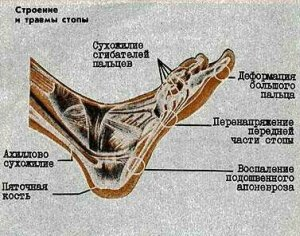 Строение
и травмы стопы
Сухожилие
сгибателей
пальцев
Деформация
большого
пальца
Перенапряжение
передней
части стопы
Ахиллово
сухожилие
Воспаление
подошвенного
апоневроза
Пяточная
кость